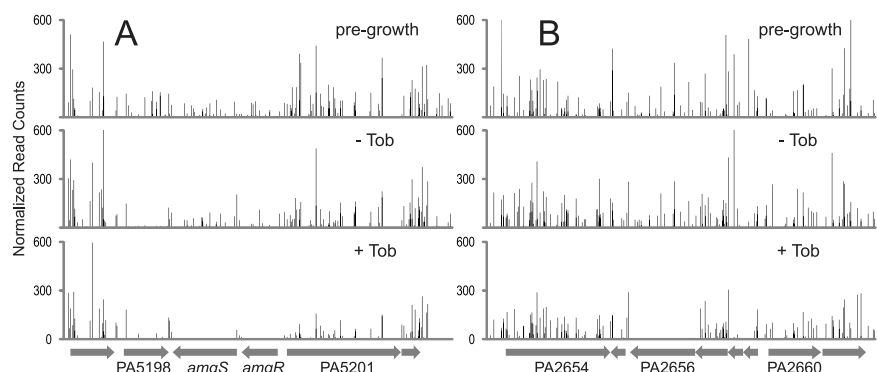 A
B
600
pre-growth
600
pre-growth
300
300
0
0
600
- Tob
600
- Tob
300
300
0
0
600
+ Tob
600
+ Tob
300
300
0
0
Normalized Read Counts
PA5198 amgS amgR PA5201
PA2654 PA2656 PA2660